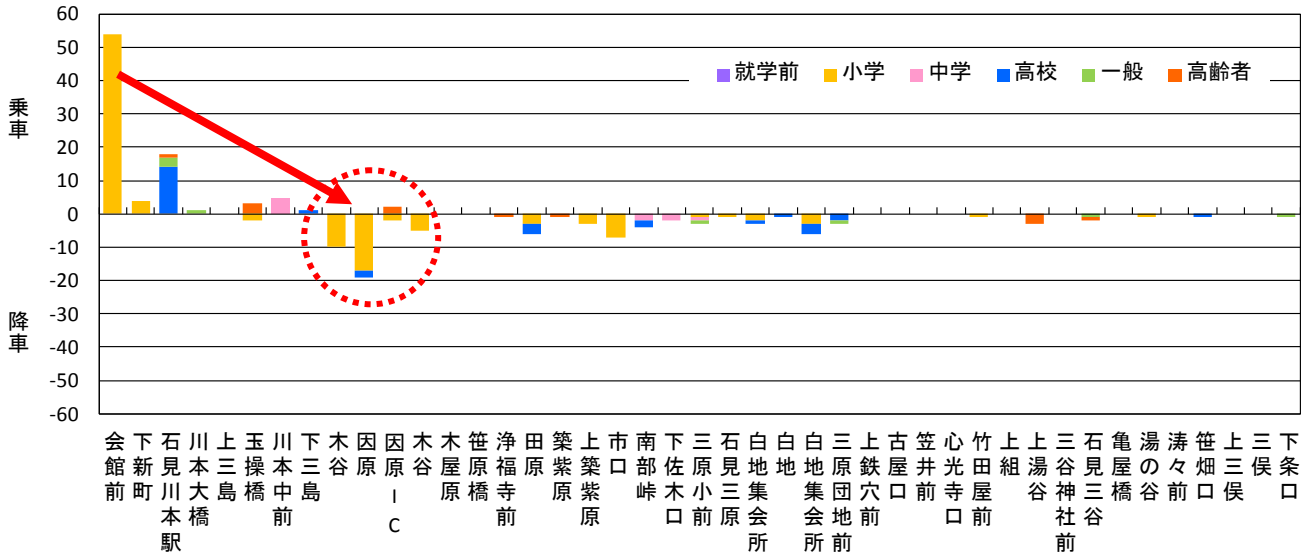 60
50
40
30
20
10
0
-10
-20
-30
-40
-50
-60
乗車
降車
就学前 小学 中学 高校 一般 高齢者
会館前
下新町
石見川本駅
川本大橋
上三島
玉操橋
川本中前
下三島
木谷
因原
因原IC
木谷
木屋原
笹原橋
浄福寺前
田原
築紫原
上築紫原
市口
南部峠
下佐木口
三原小前
石見三原
白地集会所
白地
白地集会所
三原団地前
上鉄穴前
古屋口
笠井前
心光寺口
竹田屋前
上組
上湯谷
三谷神社前
石見三谷
亀屋橋
湯の谷
涛々前
笹畑口
上三俣
三俣
下条口